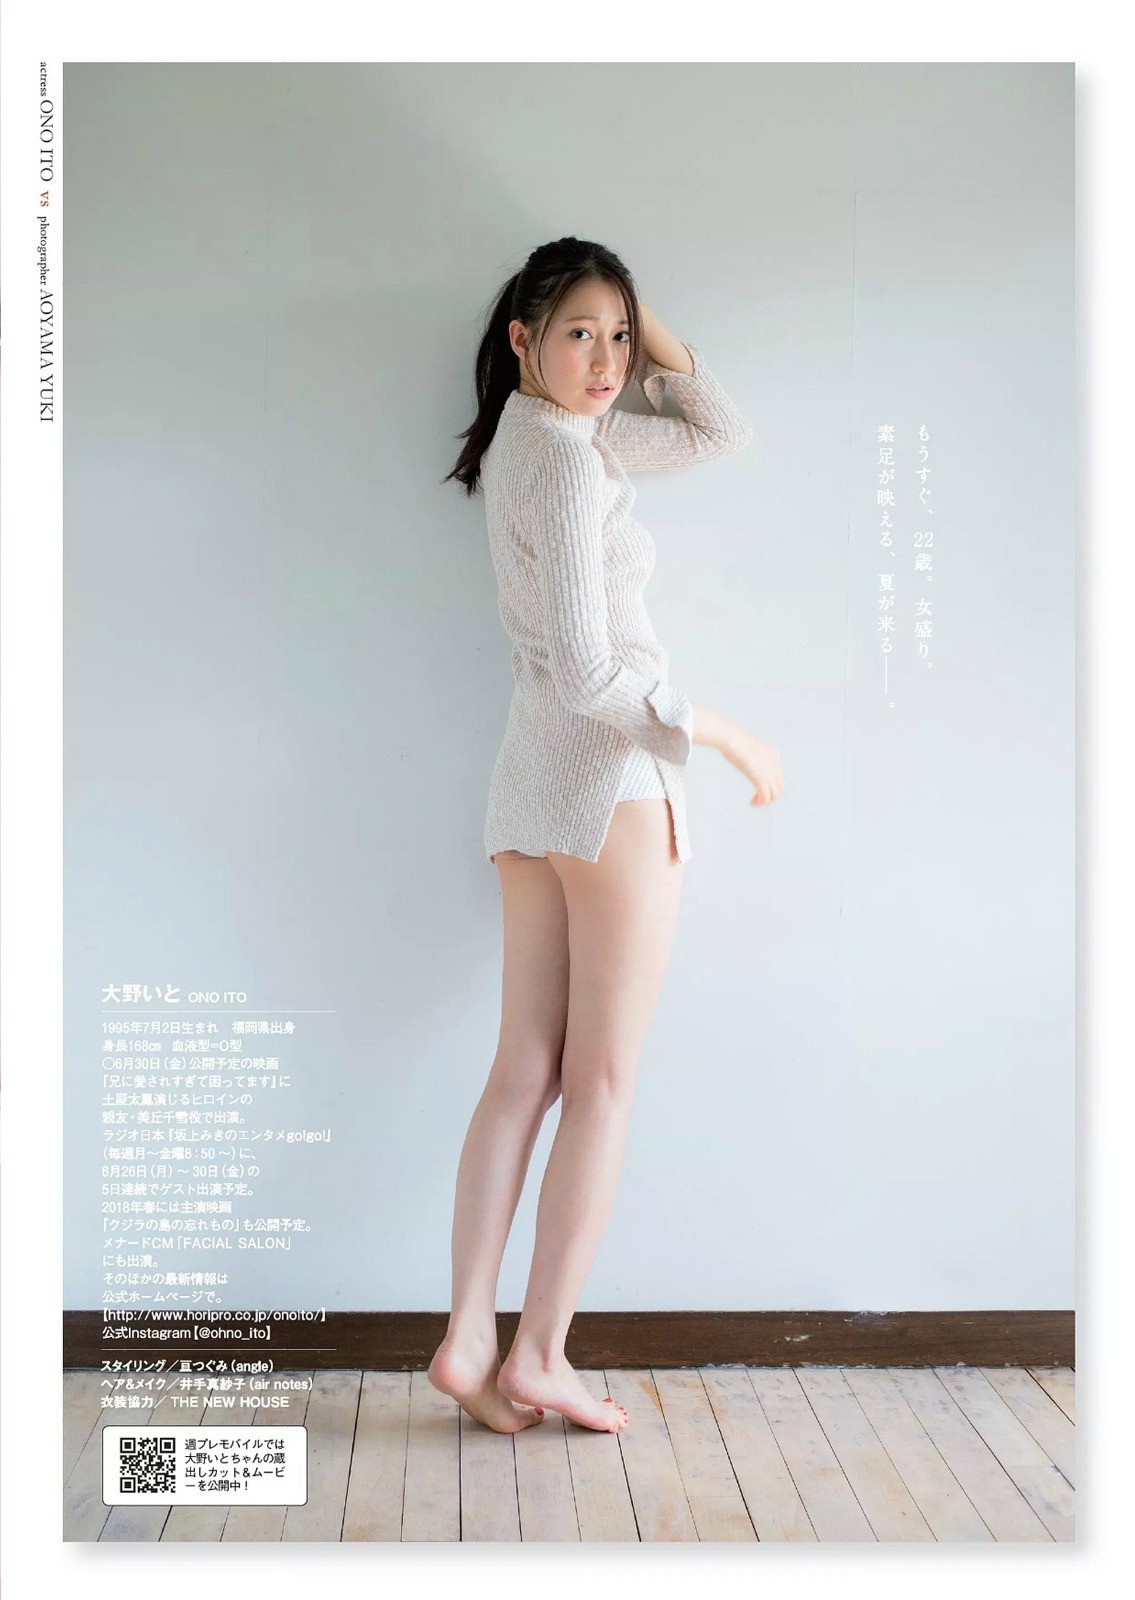 actress ONO ITO vs photographer AOYAMA YUKI
もうすぐ、22歳。女盛り。
素足が映える、夏が来る──。
大野いと ONO ITO
1995年7月2日生まれ　福岡県出身
身長168㎝　血液型=O型
◯6月30日(金)公開予定の映画
『兄に愛されすぎて困ってます』に
土屋太鳳演じるヒロインの
親友・美丘千雪役で出演。
ラジオ日本『坂上みきのエンタメgo!go!』
(毎週月～金曜8:50～)に、
6月26日(月)～30日(金)の
5日連続でゲスト出演予定。
2018年春には主演映画
『クジラの島の忘れもの』も公開予定。
メナードCM「FACIAL SALON」
にも出演。
そのほかの最新情報は
公式ホームページで。
【http://www.horipro.co.jp/onoito/】
公式Instagram【@ohno_ito】
スタイリング／亘つぐみ(angle)
ヘア&メイク／井手真紗子(air notes)
衣装協力／THE NEW HOUSE
週プレモバイルでは
大野いとちゃんの蔵
出しカット&ムービ
ーを公開中！